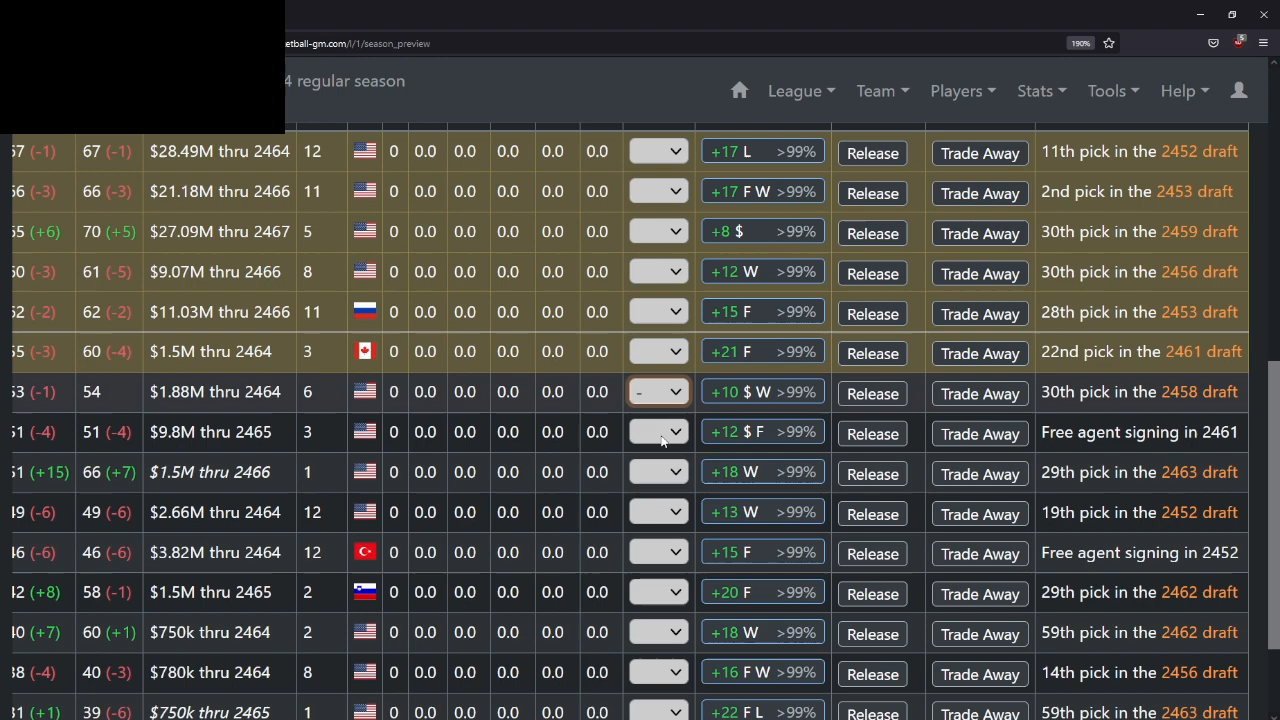 etball-gm.com/l/1/season_preview 190% 5
4 regular season League Team Players Stats Tools Help
57 (-1) 67 (-1) $28.49M thru 2464 12 0 0.0 0.0 0.0 0.0 0.0 +17 L >99% Release Trade Away 11th pick in the 2452 draft
66 (-3) 66 (-3) $21.18M thru 2466 11 0 0.0 0.0 0.0 0.0 0.0 +17 F W >99% Release Trade Away 2nd pick in the 2453 draft
65 (+6) 70 (+5) $27.09M thru 2467 5 0 0.0 0.0 0.0 0.0 0.0 +8 $ >99% Release Trade Away 30th pick in the 2459 draft
60 (-3) 61 (-5) $9.07M thru 2466 8 0 0.0 0.0 0.0 0.0 0.0 +12 W >99% Release Trade Away 30th pick in the 2456 draft
52 (-2) 62 (-2) $11.03M thru 2466 11 0 0.0 0.0 0.0 0.0 0.0 +15 F >99% Release Trade Away 28th pick in the 2453 draft
55 (-3) 60 (-4) $1.5M thru 2464 3 0 0.0 0.0 0.0 0.0 0.0 +21 F >99% Release Trade Away 22nd pick in the 2461 draft
53 (-1) 54 $1.88M thru 2464 6 0 0.0 0.0 0.0 0.0 0.0 - +10 $ W >99% Release Trade Away 30th pick in the 2458 draft
51 (-4) 51 (-4) $9.8M thru 2465 3 0 0.0 0.0 0.0 0.0 0.0 +12 $ F >99% Release Trade Away Free agent signing in 2461
51 (+15) 66 (+7) $1.5M thru 2466 1 0 0.0 0.0 0.0 0.0 0.0 +18 W >99% Release Trade Away 29th pick in the 2463 draft
49 (-6) 49 (-6) $2.66M thru 2464 12 0 0.0 0.0 0.0 0.0 0.0 +13 W >99% Release Trade Away 19th pick in the 2452 draft
46 (-6) 46 (-6) $3.82M thru 2464 12 0 0.0 0.0 0.0 0.0 0.0 +15 F >99% Release Trade Away Free agent signing in 2452
42 (+8) 58 (-1) $1.5M thru 2465 2 0 0.0 0.0 0.0 0.0 0.0 +20 F >99% Release Trade Away 29th pick in the 2462 draft
40 (+7) 60 (+1) $750k thru 2464 2 0 0.0 0.0 0.0 0.0 0.0 +18 W >99% Release Trade Away 59th pick in the 2462 draft
38 (-4) 40 (-3) $780k thru 2464 8 0 0.0 0.0 0.0 0.0 0.0 +16 F W >99% Release Trade Away 14th pick in the 2456 draft
31 (+1) 39 (-6) $750k thru 2465 1 0 0.0 0.0 0.0 0.0 0.0 +22 F L >99% Release Trade Away 59th pick in the 2463 draft